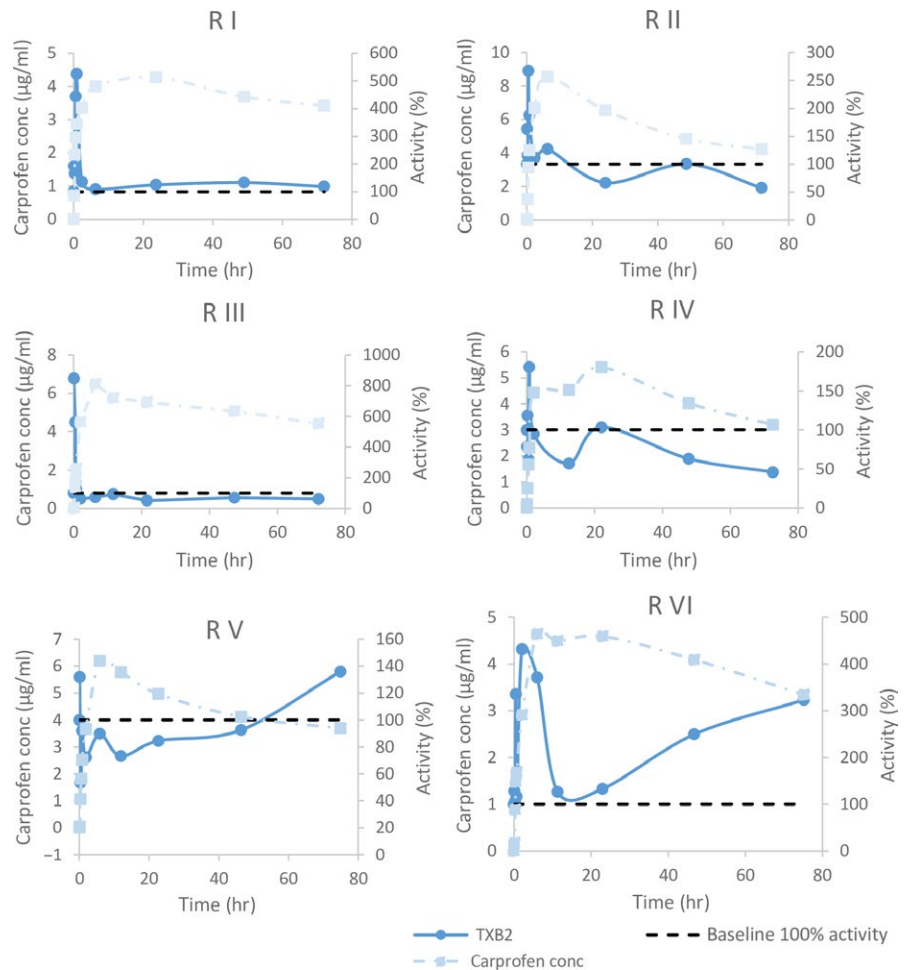 R I
Carprofen conc (µg/ml)
5
4
3
2
1
0
600
500
400
300
200
100
0
Activity (%)
0 20 40 60 80
Time (hr)
R II
Carprofen conc (µg/ml)
10
8
6
4
2
0
300
250
200
150
100
50
0
Activity (%)
0 20 40 60 80
Time (hr)
R III
Carprofen conc (µg/ml)
8
6
4
2
0
1000
800
600
400
200
0
Activity (%)
0 20 40 60 80
Time (hr)
R IV
Carprofen conc (µg/ml)
6
5
4
3
2
1
0
200
150
100
50
0
Activity (%)
0 20 40 60 80
Time (hr)
R V
Carprofen conc (µg/ml)
7
6
5
4
3
2
1
0
−1
160
140
120
100
80
60
40
20
0
Activity (%)
0 20 40 60 80
Time (hr)
R VI
Carprofen conc (µg/ml)
5
4
3
2
1
0
500
400
300
200
100
0
Activity (%)
0 20 40 60 80
Time (hr)
TXB2
Baseline 100% activity
Carprofen conc